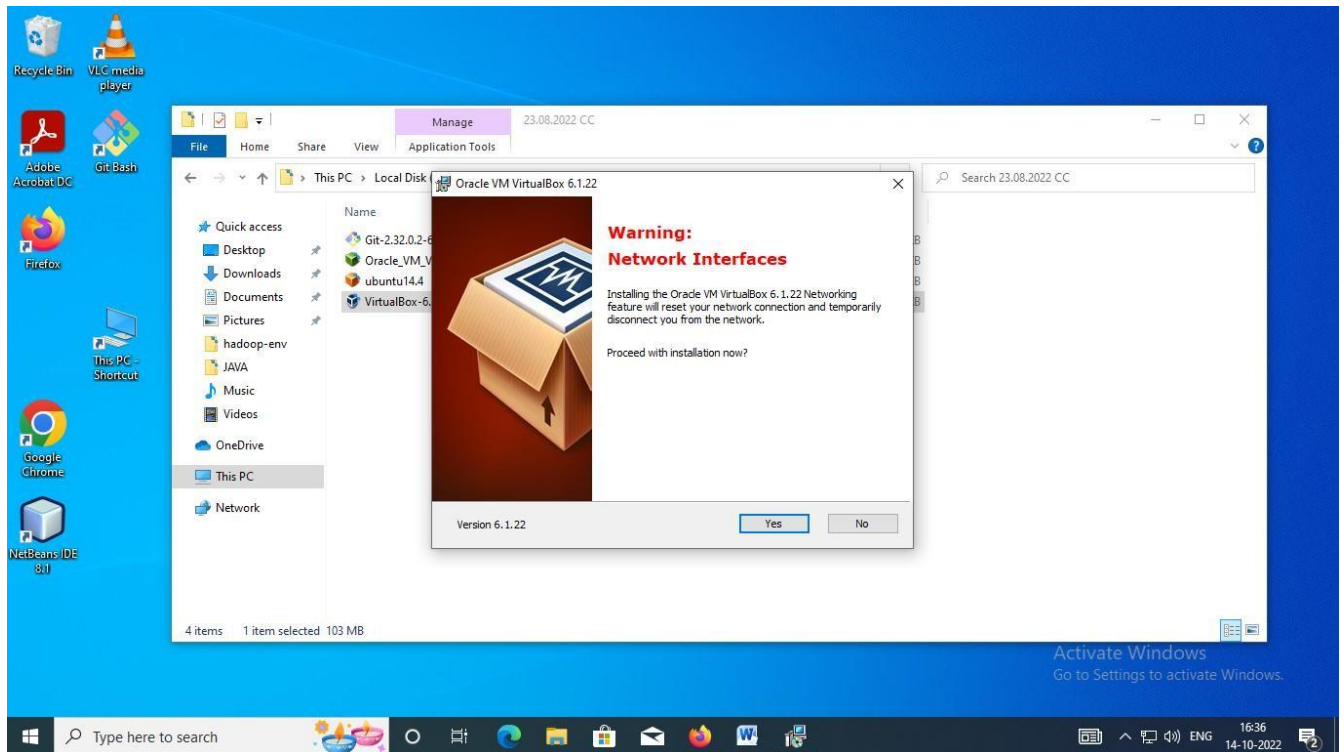 Recycle Bin
VLC media
player
Adobe
Acrobat DC
Git Bash
Firefox
This PC -
Shortcut
Google
Chrome
NetBeans IDE
8.1
Manage
23.08.2022 CC
File Home Share View Application Tools
This PC > Local Disk
Search 23.08.2022 CC
Quick access
Desktop
Downloads
Documents
Pictures
hadoop-env
JAVA
Music
Videos
OneDrive
This PC
Network
Name
Git-2.32.0.2-6
Oracle_VM_V
ubuntu14.4
VirtualBox-6.
B
B
B
B
Oracle VM VirtualBox 6.1.22
Warning:
Network Interfaces
Installing the Oracle VM VirtualBox 6.1.22 Networking
feature will reset your network connection and temporarily
disconnect you from the network.
Proceed with installation now?
Version 6.1.22
Yes
No
4 items 1 item selected 103 MB
Activate Windows
Go to Settings to activate Windows.
Type here to search
ENG
16:36
14-10-2022
2